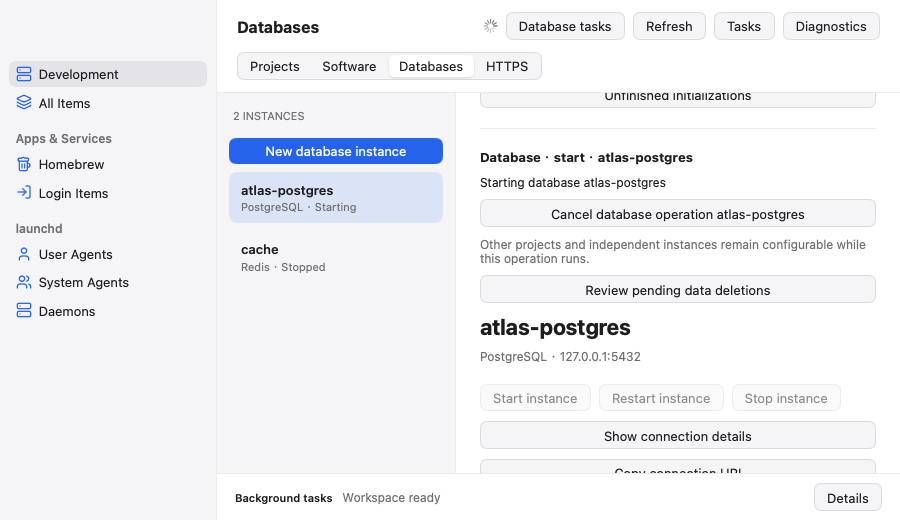 Databases
Database tasks
Refresh
Tasks
Diagnostics
Projects
Software
Databases
HTTPS
Development
All Items
Apps & Services
Homebrew
Login Items
launchd
User Agents
System Agents
Daemons
2 INSTANCES
New database instance
atlas-postgres
PostgreSQL · Starting
cache
Redis · Stopped
Unfinished initializations
Database · start · atlas-postgres
Starting database atlas-postgres
Cancel database operation atlas-postgres
Other projects and independent instances remain configurable while
this operation runs.
Review pending data deletions
atlas-postgres
PostgreSQL · 127.0.0.1:5432
Start instance
Restart instance
Stop instance
Show connection details
Copy connection URL
Background tasks
Workspace ready
Details